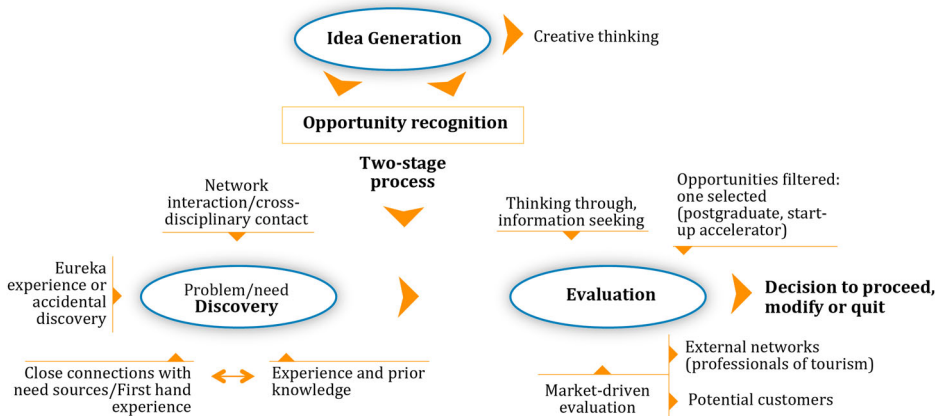 Idea Generation
Creative thinking
Opportunity recognition
Two-stage
process
Network
interaction/cross-
disciplinary contact
Thinking through,
information seeking
Opportunities filtered:
one selected
(postgraduate, start-
up accelerator)
Eureka
experience or
accidental
discovery
Problem/need
Discovery
Evaluation
Decision to proceed,
modify or quit
Close connections with
need sources/First hand
experience
Experience and prior
knowledge
Market-driven
evaluation
External networks
(professionals of tourism)
Potential customers